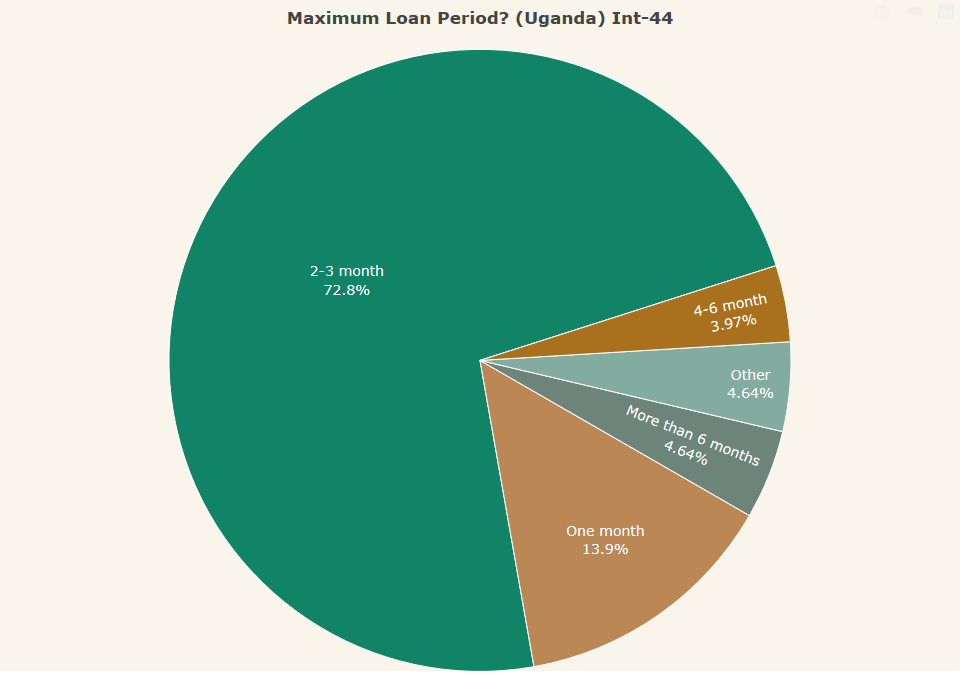 Maximum Loan Period? (Uganda) Int-44
2-3 month
72.8%
4-6 month
3.97%
Other
4.64%
More than 6 months
4.64%
One month
13.9%